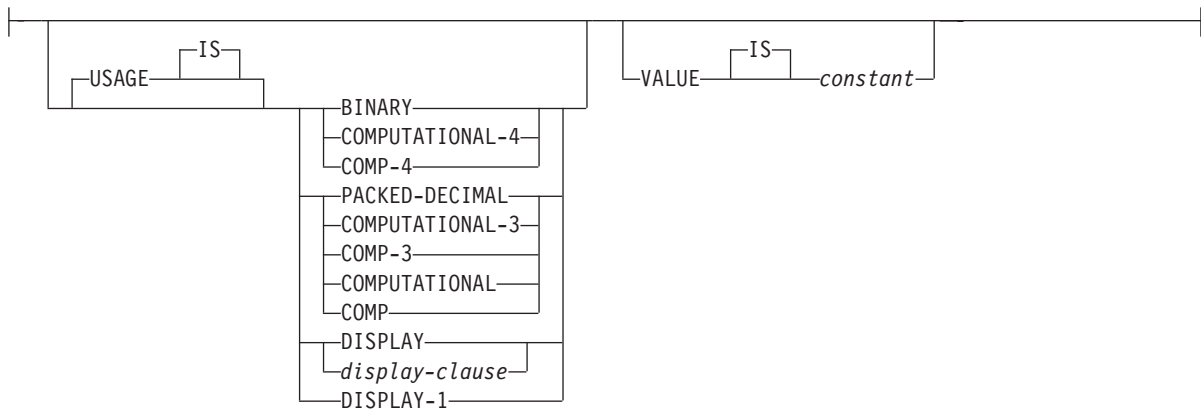 IS IS
USAGE VALUE constant
BINARY
COMPUTATIONAL-4
COMP-4
PACKED-DECIMAL
COMPUTATIONAL-3
COMP-3
COMPUTATIONAL
COMP
DISPLAY
display-clause
DISPLAY-1